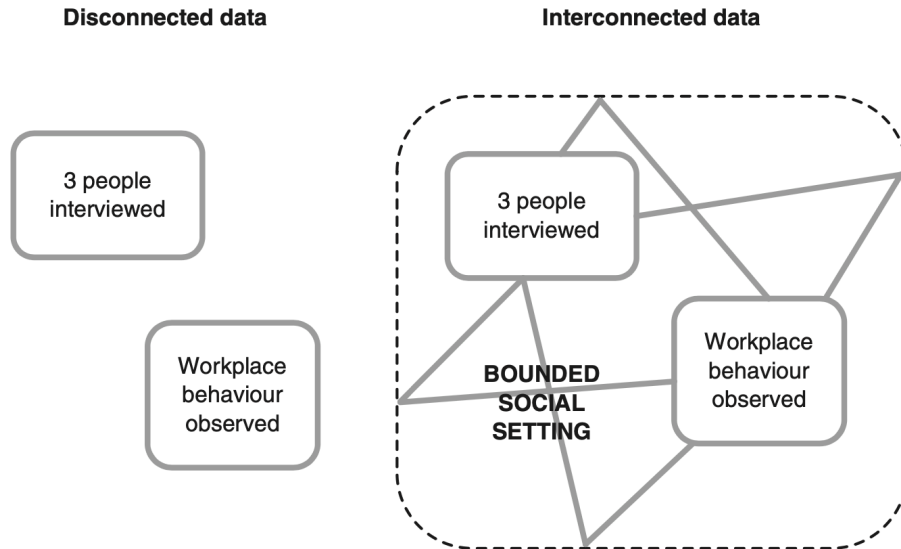 Disconnected data
Interconnected data
3 people
interviewed
Workplace
behaviour
observed
3 people
interviewed
Workplace
behaviour
observed
BOUNDED
SOCIAL
SETTING